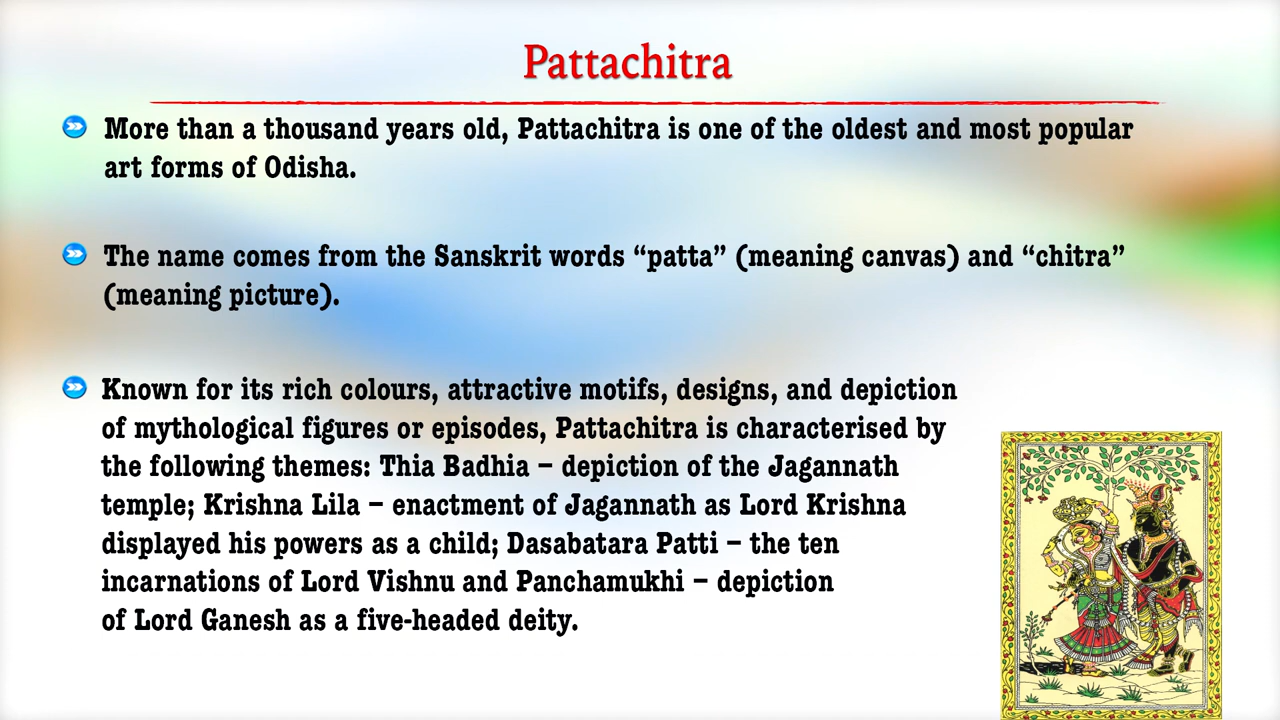 Pattachitra
More than a thousand years old, Pattachitra is one of the oldest and most popular
art forms of Odisha.
The name comes from the Sanskrit words “patta” (meaning canvas) and “chitra”
(meaning picture).
Known for its rich colours, attractive motifs, designs, and depiction
of mythological figures or episodes, Pattachitra is characterised by
the following themes: Thia Badhia – depiction of the Jagannath
temple; Krishna Lila – enactment of Jagannath as Lord Krishna
displayed his powers as a child; Dasabatara Patti – the ten
incarnations of Lord Vishnu and Panchamukhi – depiction
of Lord Ganesh as a five-headed deity.